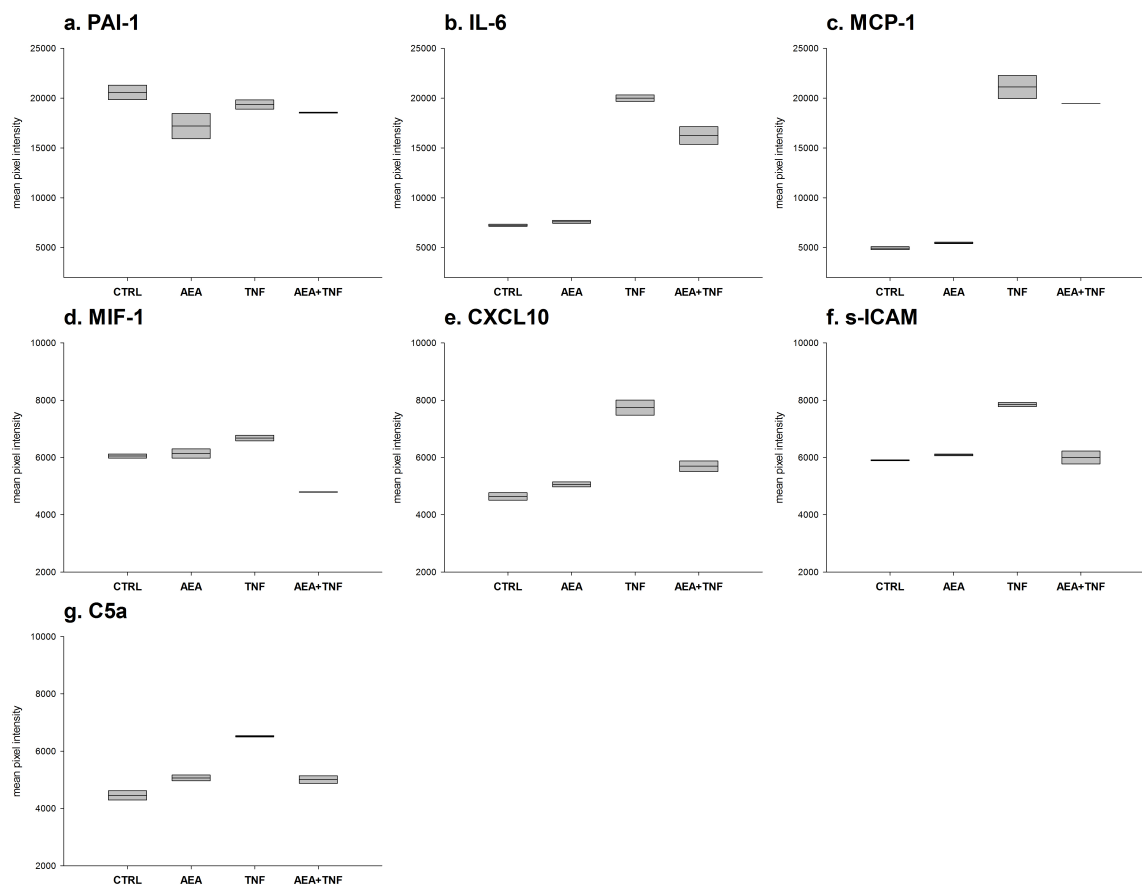 a. PAI-1
25000
20000
15000
10000
5000
mean pixel intensity
CTRL AEA TNF AEA+TNF
b. IL-6
25000
20000
15000
10000
5000
mean pixel intensity
CTRL AEA TNF AEA+TNF
c. MCP-1
25000
20000
15000
10000
5000
mean pixel intensity
CTRL AEA TNF AEA+TNF
d. MIF-1
10000
8000
6000
4000
2000
mean pixel intensity
CTRL AEA TNF AEA+TNF
e. CXCL10
10000
8000
6000
4000
2000
mean pixel intensity
CTRL AEA TNF AEA+TNF
f. s-ICAM
10000
8000
6000
4000
2000
mean pixel intensity
CTRL AEA TNF AEA+TNF
g. C5a
10000
8000
6000
4000
2000
mean pixel intensity
CTRL AEA TNF AEA+TNF